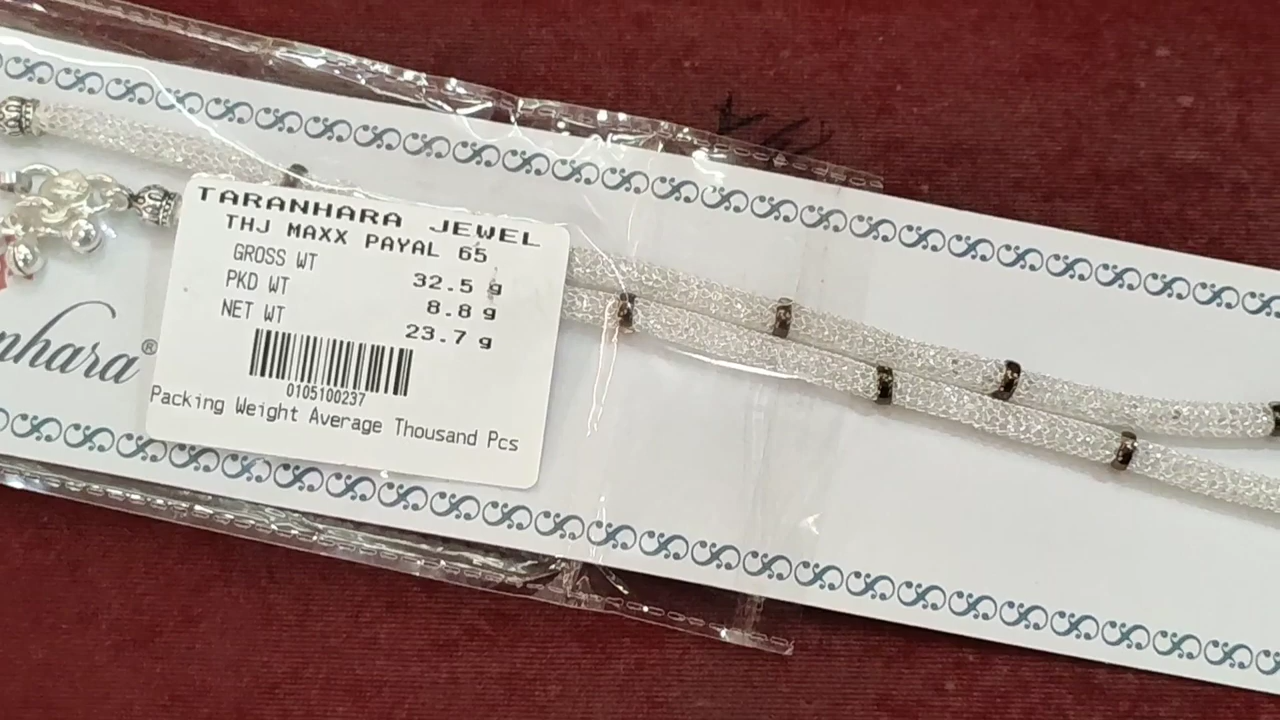 TARANHARA JEWEL
THJ MAXX PAYAL 65
GROSS WT 32.5 g
PKD WT 8.8 g
NET WT 23.7 g
0105100237
Packing Weight Average Thousand Pcs
nhara®